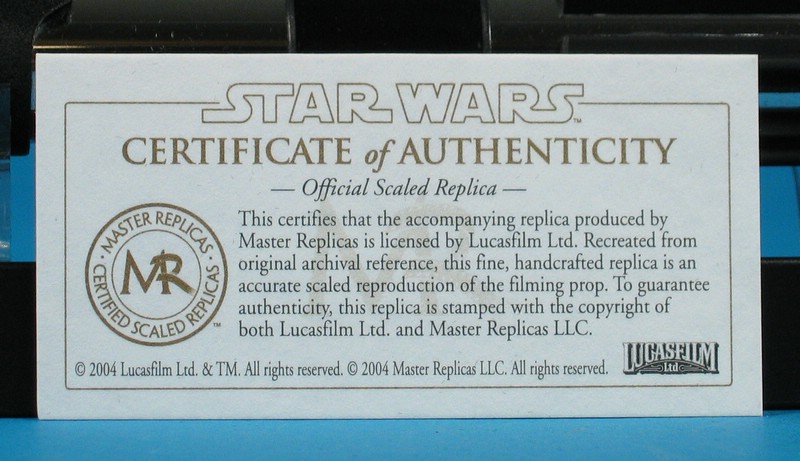 STAR WARS™
CERTIFICATE of AUTHENTICITY
— Official Scaled Replica —
· MASTER REPLICAS ·
MR
CERTIFIED SCALED REPLICAS
™
This certifies that the accompanying replica produced by
Master Replicas is licensed by Lucasfilm Ltd. Recreated from
original archival reference, this fine, handcrafted replica is an
accurate scaled reproduction of the filming prop. To guarantee
authenticity, this replica is stamped with the copyright of
both Lucasfilm Ltd. and Master Replicas LLC.
© 2004 Lucasfilm Ltd. & TM. All rights reserved. © 2004 Master Replicas LLC. All rights reserved.
LUCASFILM
Ltd